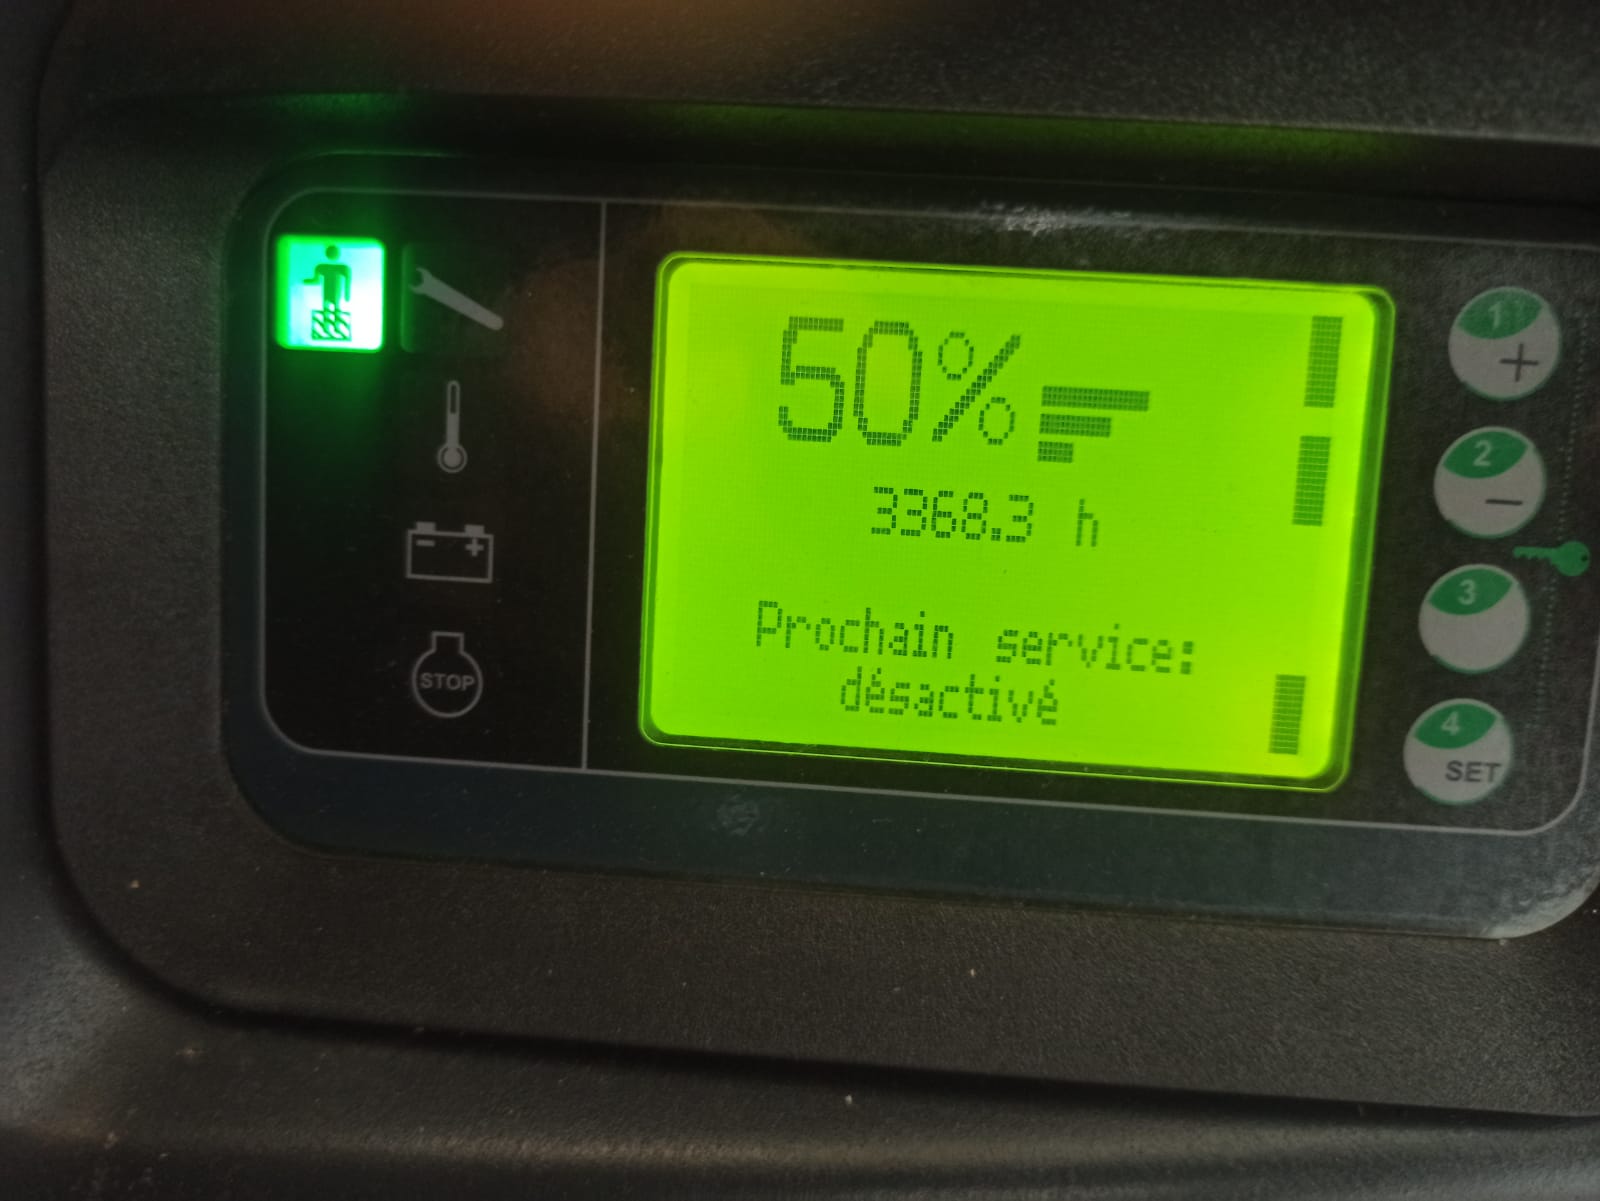 50%
3368.3 h
Prochain service:
désactivé
- +
STOP
1
+
2
−
3
4
SET